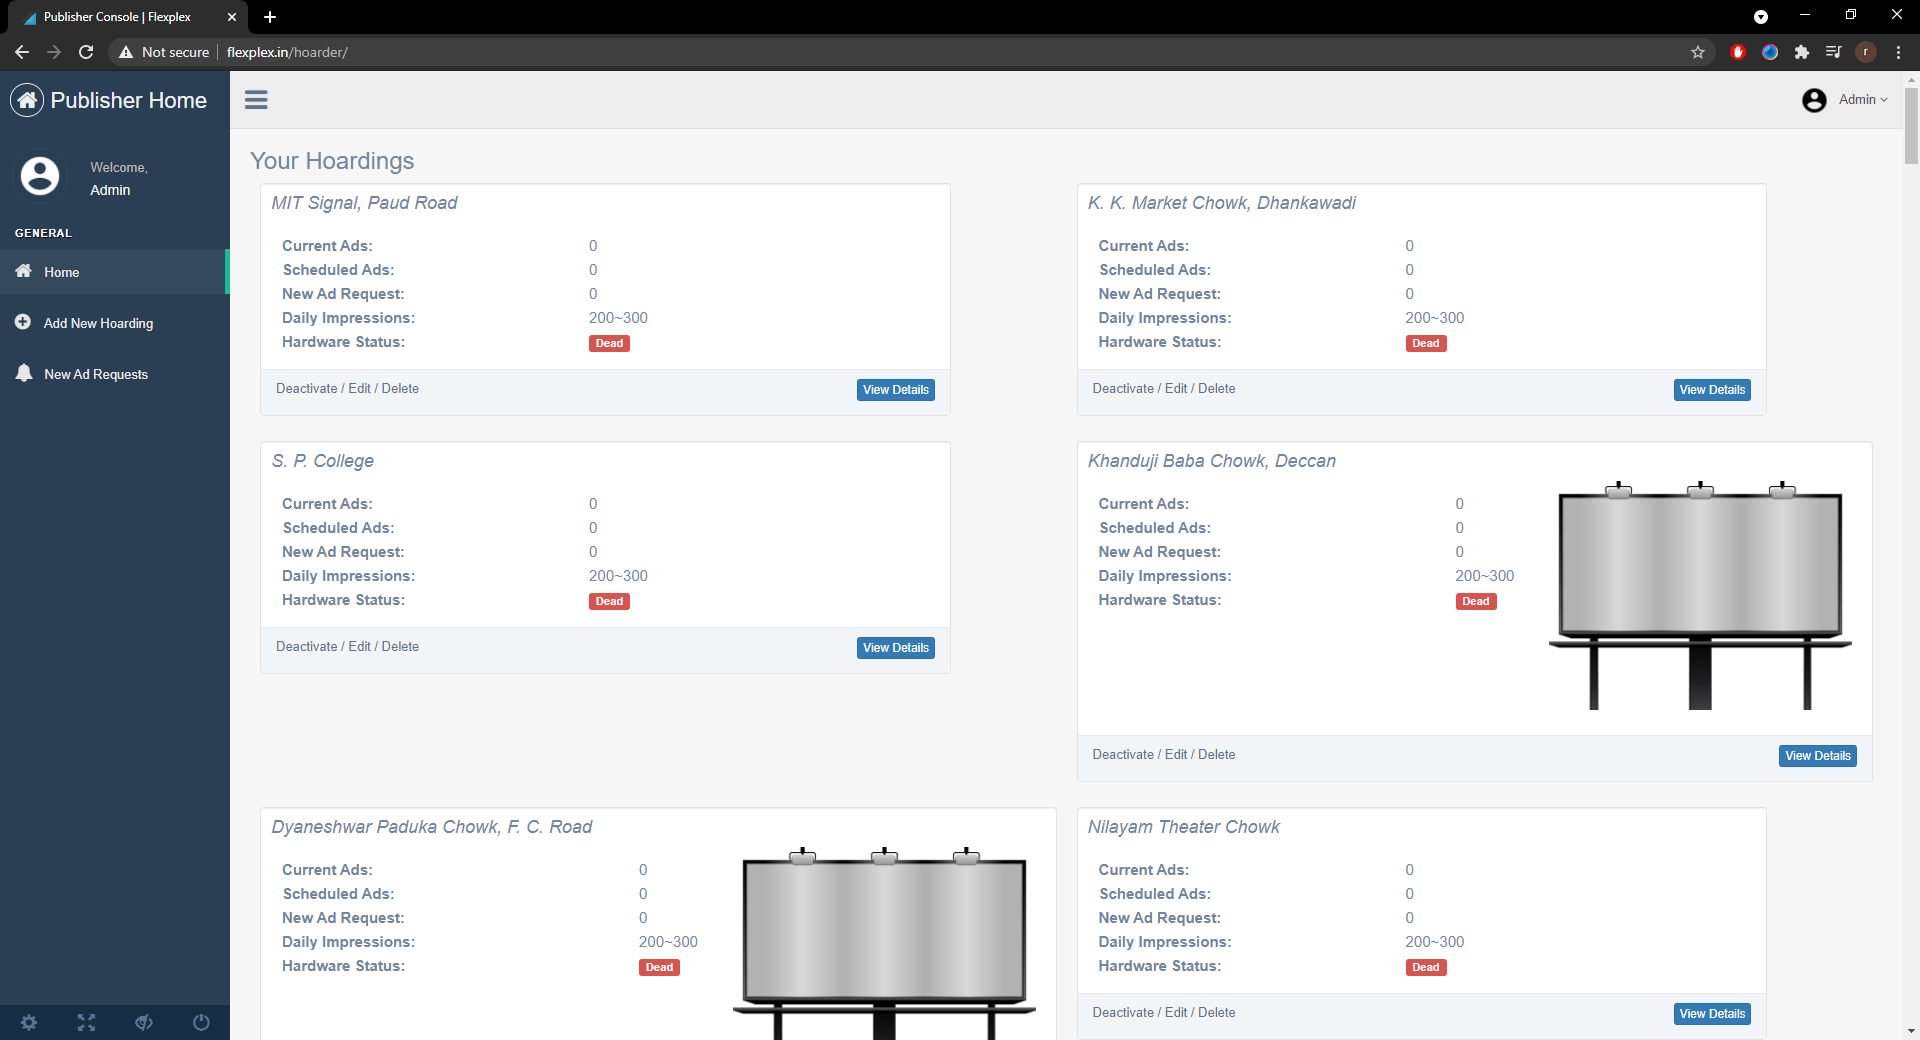 Publisher Console | Flexplex
Not secure
flexplex.in/hoarder/
r
Publisher Home
Admin
Welcome,
Admin
GENERAL
Home
Add New Hoarding
New Ad Requests
Your Hoardings
MIT Signal, Paud Road
Current Ads: 0
Scheduled Ads: 0
New Ad Request: 0
Daily Impressions: 200~300
Hardware Status: Dead
Deactivate / Edit / Delete View Details
K. K. Market Chowk, Dhankawadi
Current Ads: 0
Scheduled Ads: 0
New Ad Request: 0
Daily Impressions: 200~300
Hardware Status: Dead
Deactivate / Edit / Delete View Details
S. P. College
Current Ads: 0
Scheduled Ads: 0
New Ad Request: 0
Daily Impressions: 200~300
Hardware Status: Dead
Deactivate / Edit / Delete View Details
Khanduji Baba Chowk, Deccan
Current Ads: 0
Scheduled Ads: 0
New Ad Request: 0
Daily Impressions: 200~300
Hardware Status: Dead
Deactivate / Edit / Delete View Details
Dyaneshwar Paduka Chowk, F. C. Road
Current Ads: 0
Scheduled Ads: 0
New Ad Request: 0
Daily Impressions: 200~300
Hardware Status: Dead
Nilayam Theater Chowk
Current Ads: 0
Scheduled Ads: 0
New Ad Request: 0
Daily Impressions: 200~300
Hardware Status: Dead
Deactivate / Edit / Delete View Details